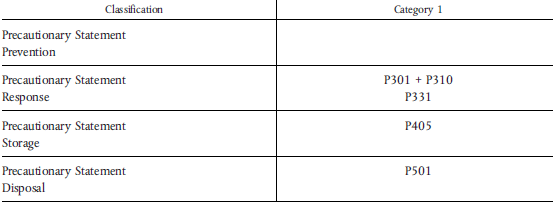 Classification Category 1
Precautionary Statement
Prevention
Precautionary Statement P301 + P310
Response P331
Precautionary Statement P405
Storage
Precautionary Statement P501
Disposal